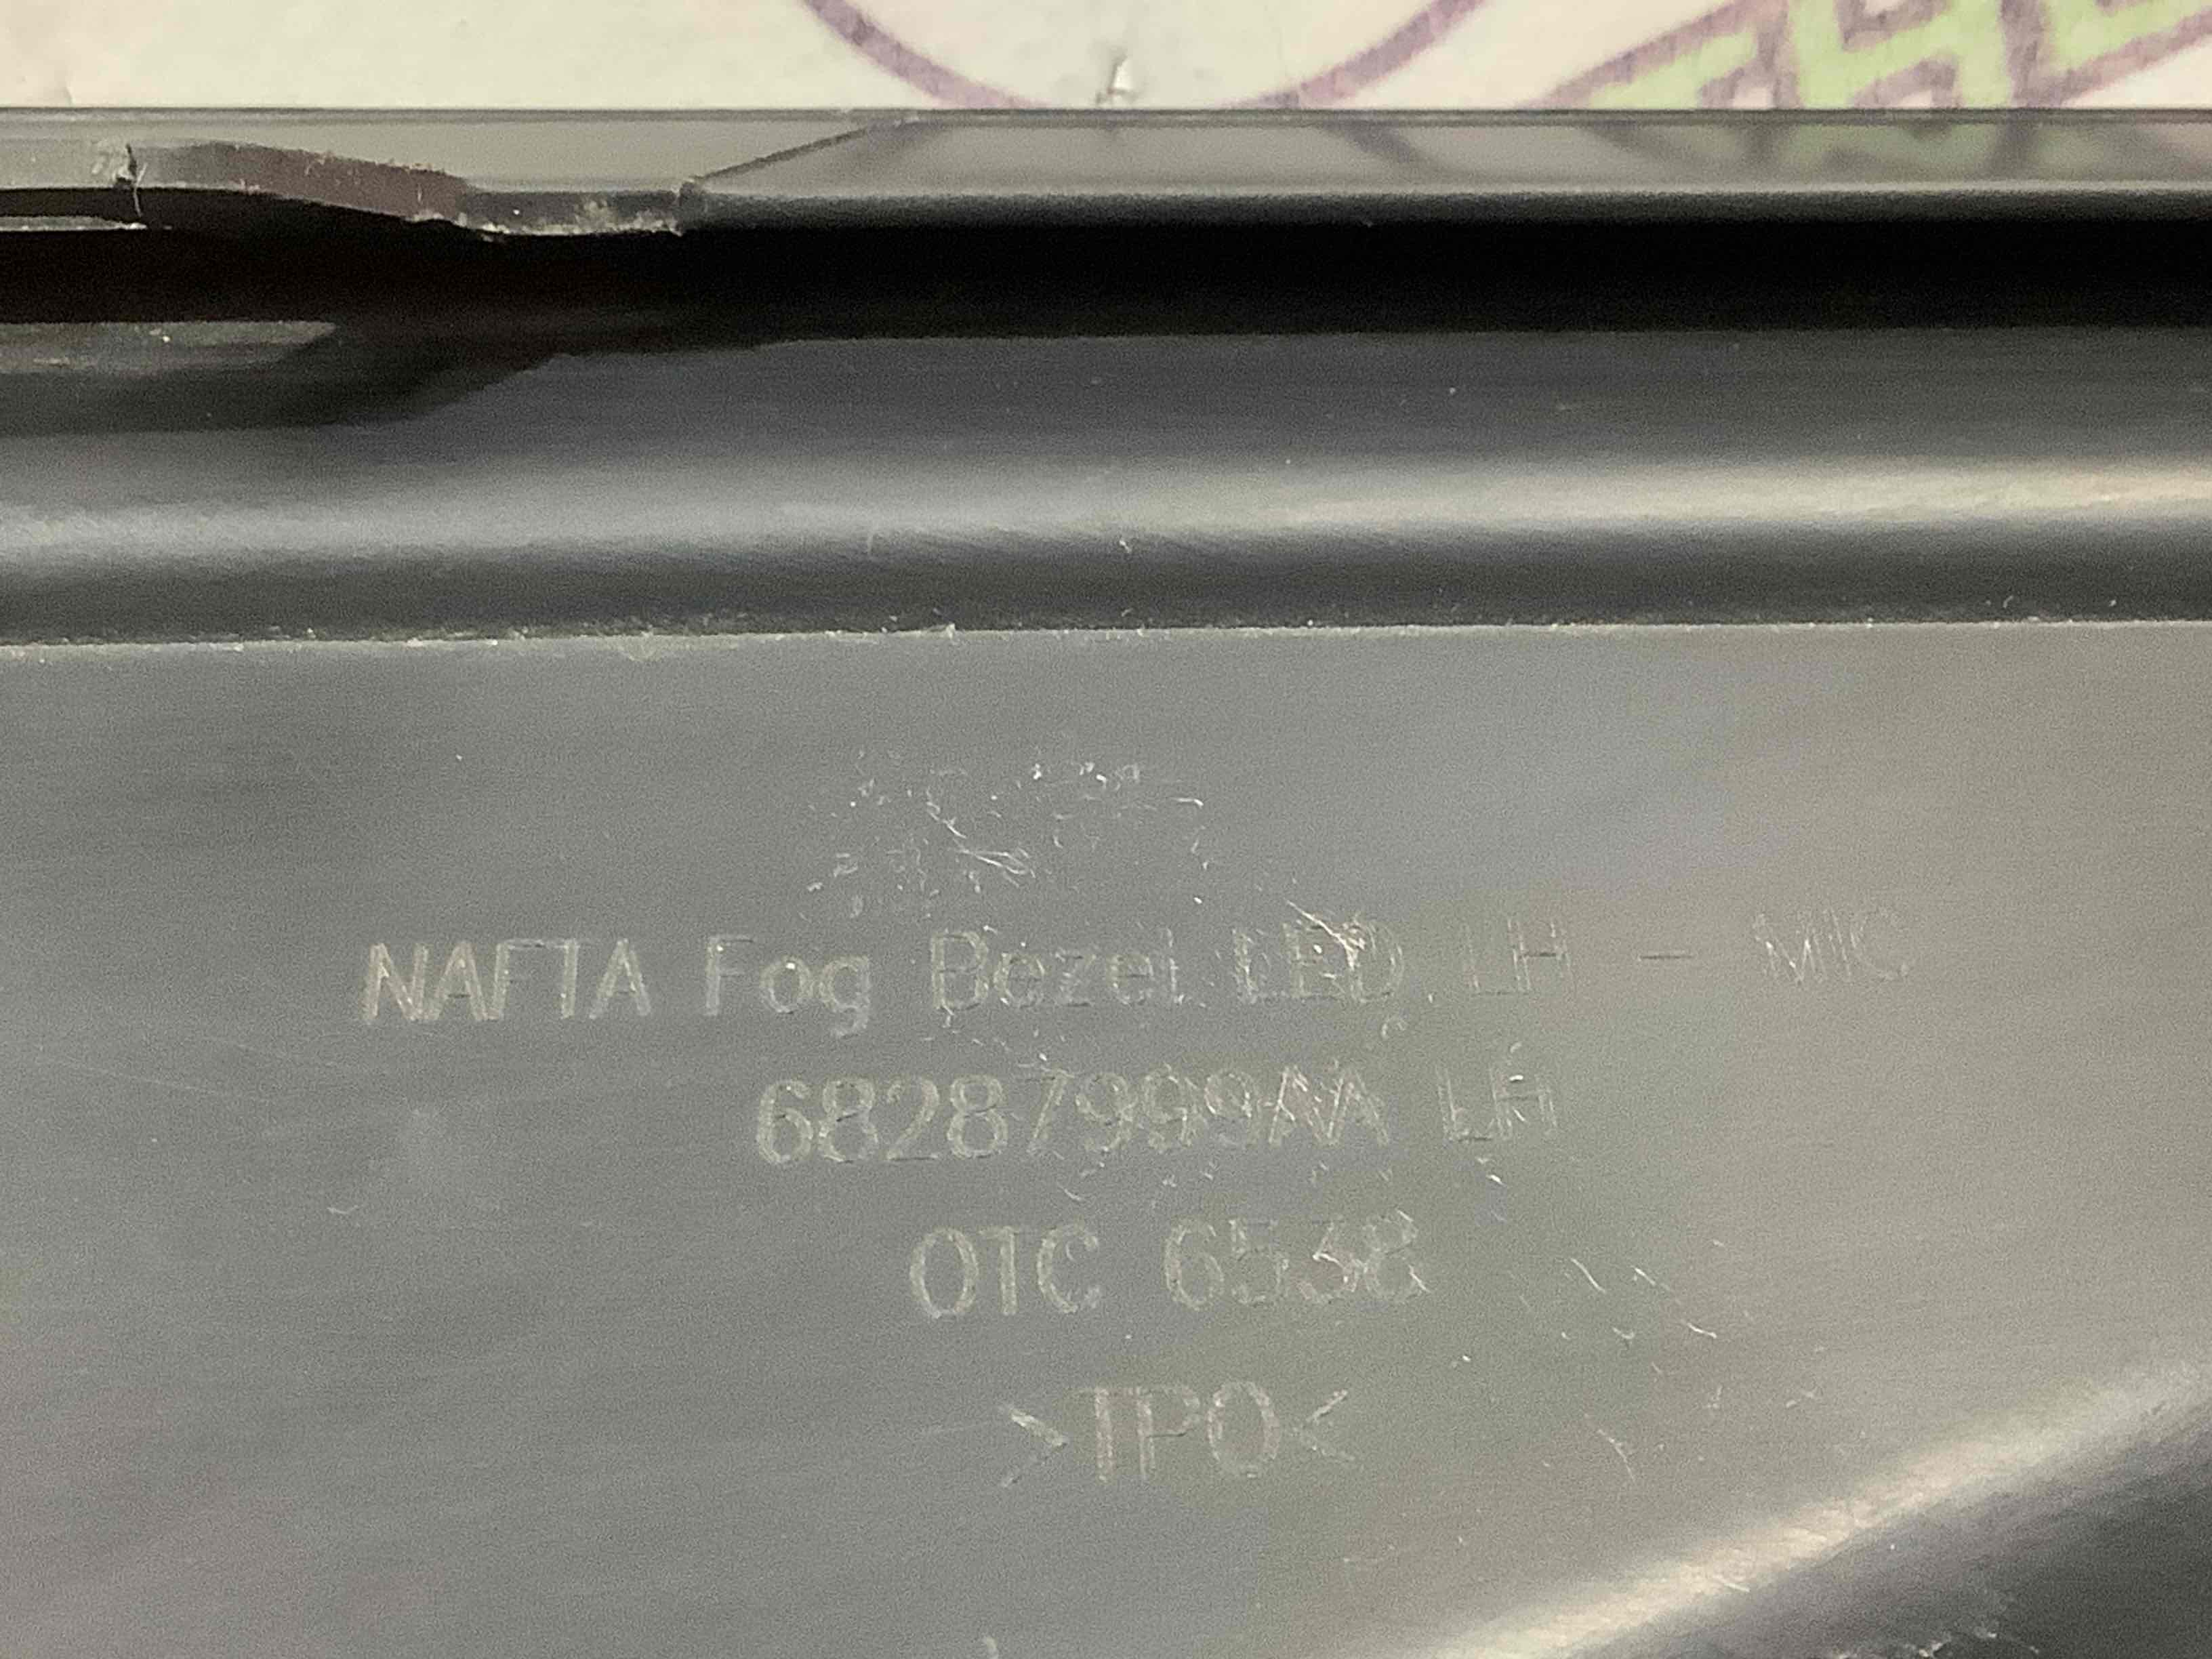 NAFTA Fog Bezel LED LH - MIC
68287999AA LH
OTC 6538
>TPO<